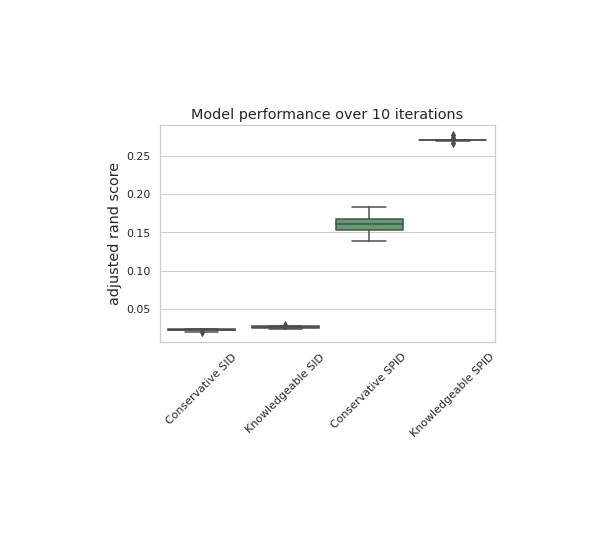 Model performance over 10 iterations
adjusted rand score
0.25
0.20
0.15
0.10
0.05
Conservative SID
Knowledgeable SID
Conservative SPID
Knowledgeable SPID